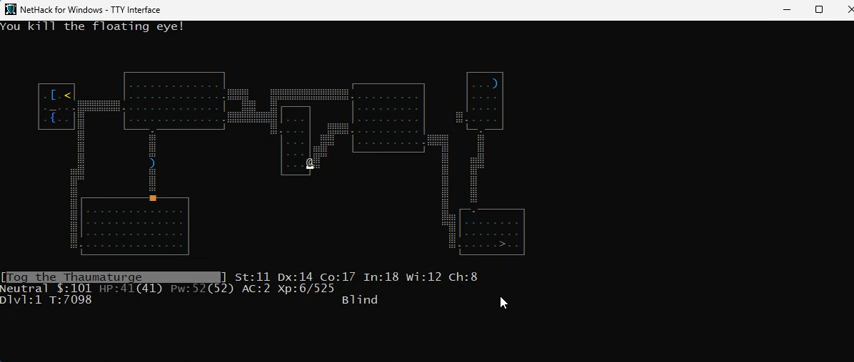 NetHack for Windows - TTY Interface
You kill the floating eye!
[Tog the Thaumaturge ] St:11 Dx:14 Co:17 In:18 Wi:12 Ch:8
Neutral $:101 HP:41(41) Pw:52(52) AC:2 Xp:6/525
Dlvl:1 T:7098 Blind